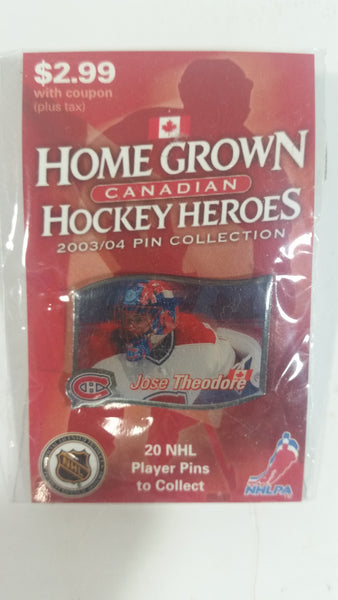 $2.99
with coupon
(plus tax)
HOME GROWN
CANADIAN
HOCKEY HEROES
2003/04 PIN COLLECTION
Jose Theodore
20 NHL
Player Pins
to Collect
NHL
NHLPA